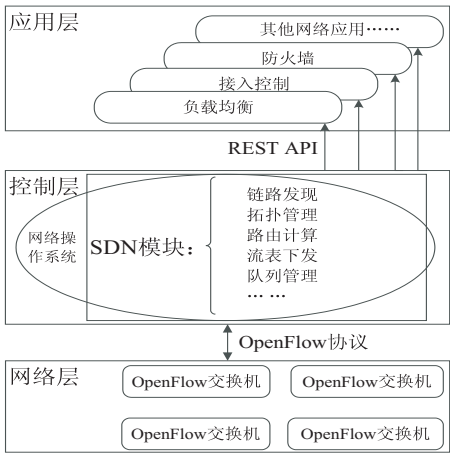 应用层
其他网络应用……
防火墙
接入控制
负载均衡
REST API
控制层
网络操
作系统
SDN模块：
链路发现
拓扑管理
路由计算
流表下发
队列管理
… …
OpenFlow协议
网络层
OpenFlow交换机
OpenFlow交换机
OpenFlow交换机
OpenFlow交换机